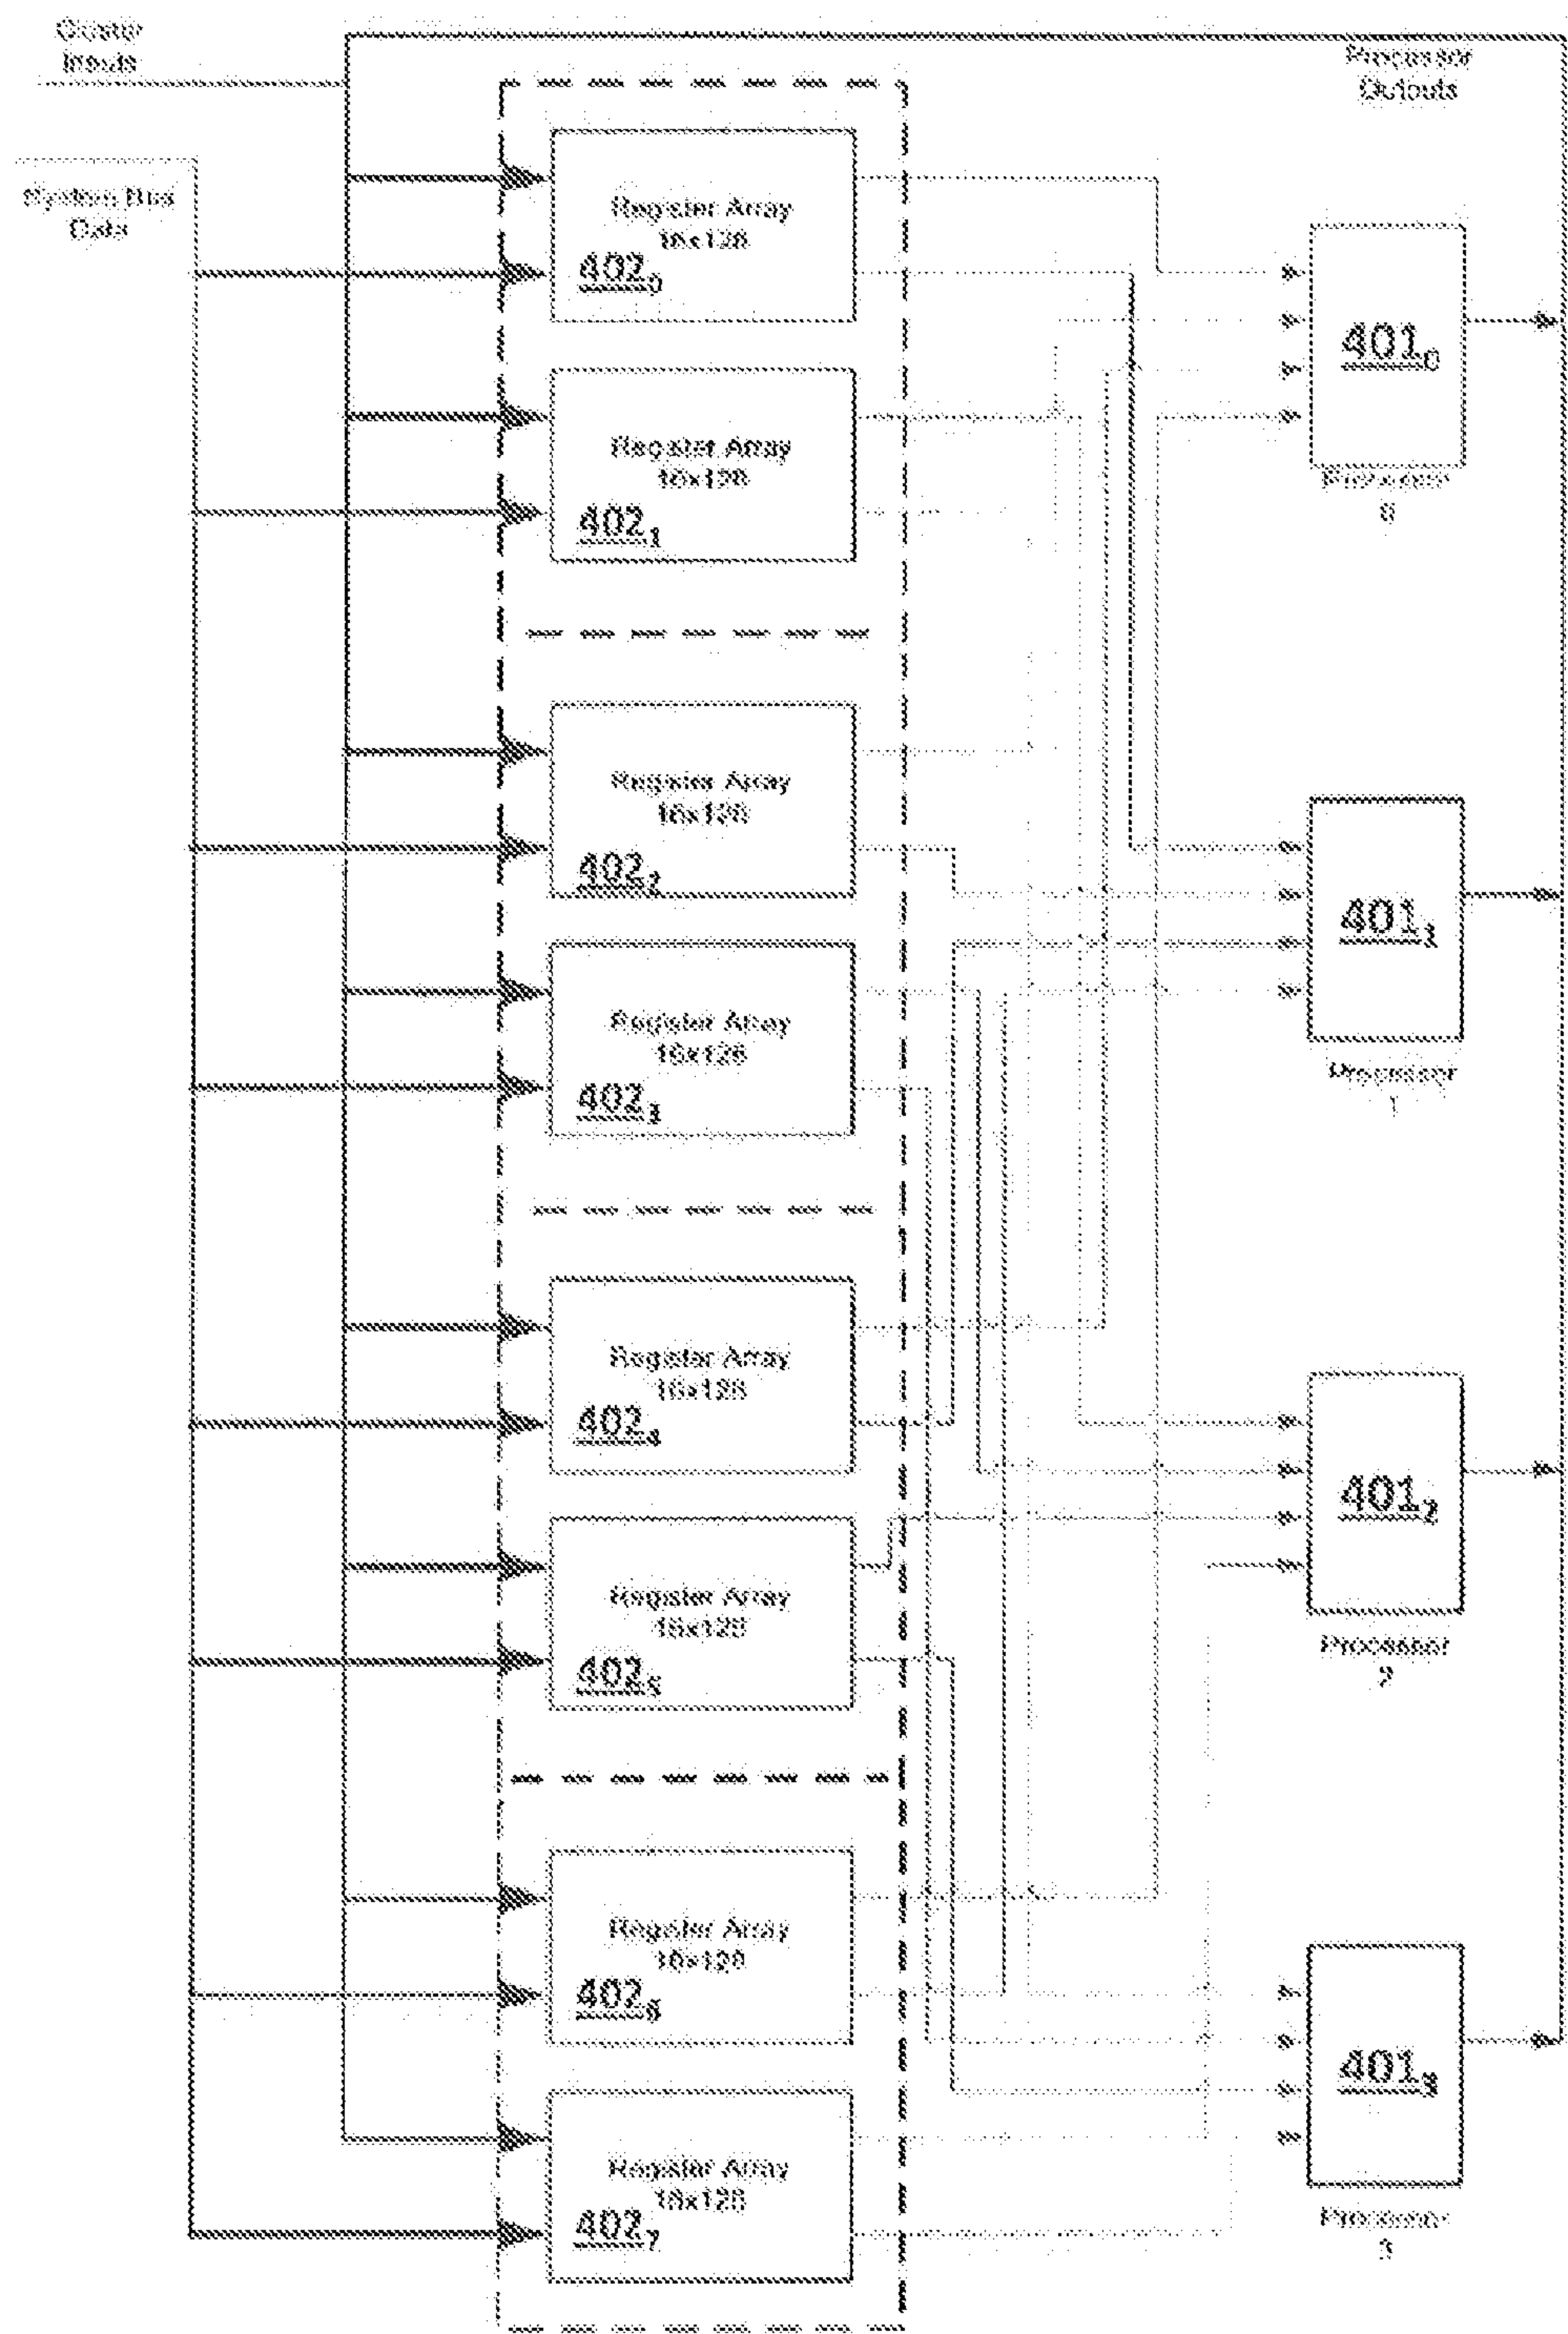 Cluster
Inputs
Processor
Outputs
System Bus
Data
Register Array
16x128
402₀
401₀
Processor
0
Register Array
16x128
402₁
Register Array
16x128
402₂
401₁
Processor
1
Register Array
16x128
402₃
Register Array
16x128
402₄
401₂
Processor
2
Register Array
16x128
402₅
Register Array
16x128
402₆
401₃
Processor
3
Register Array
16x128
402₇